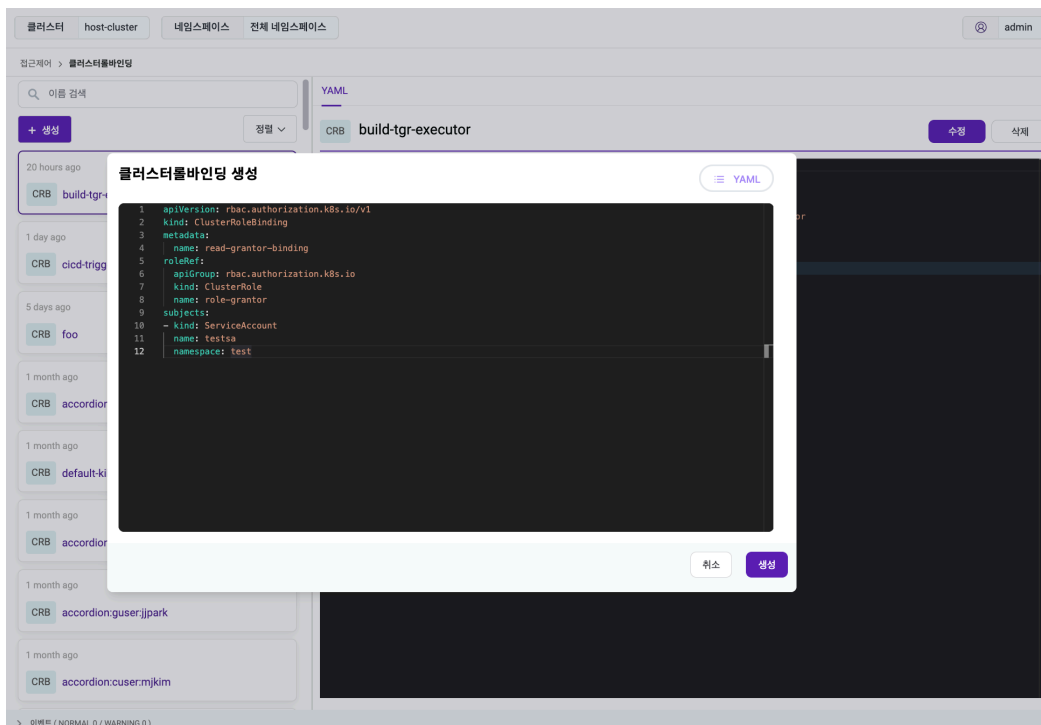 클러스터 host-cluster 네임스페이스 전체 네임스페이스 admin
접근제어 > 클러스터롤바인딩
이름 검색
YAML
+ 생성 정렬
CRB build-tgr-executor 수정 삭제
20 hours ago
CRB build-tgr-e
1 day ago
CRB cicd-trigg
5 days ago
CRB foo
1 month ago
CRB accordion
1 month ago
CRB default-ki
1 month ago
CRB accordion
1 month ago
CRB accordion:guser:jjpark
1 month ago
CRB accordion:cuser:mjkim
클러스터롤바인딩 생성
YAML
1 apiVersion: rbac.authorization.k8s.io/v1
2 kind: ClusterRoleBinding
3 metadata:
4 name: read-grantor-binding
5 roleRef:
6 apiGroup: rbac.authorization.k8s.io
7 kind: ClusterRole
8 name: role-grantor
9 subjects:
10 - kind: ServiceAccount
11 name: testsa
12 namespace: test
or
취소 생성
> 이벤트 ( NORMAL 0 / WARNING 0 )